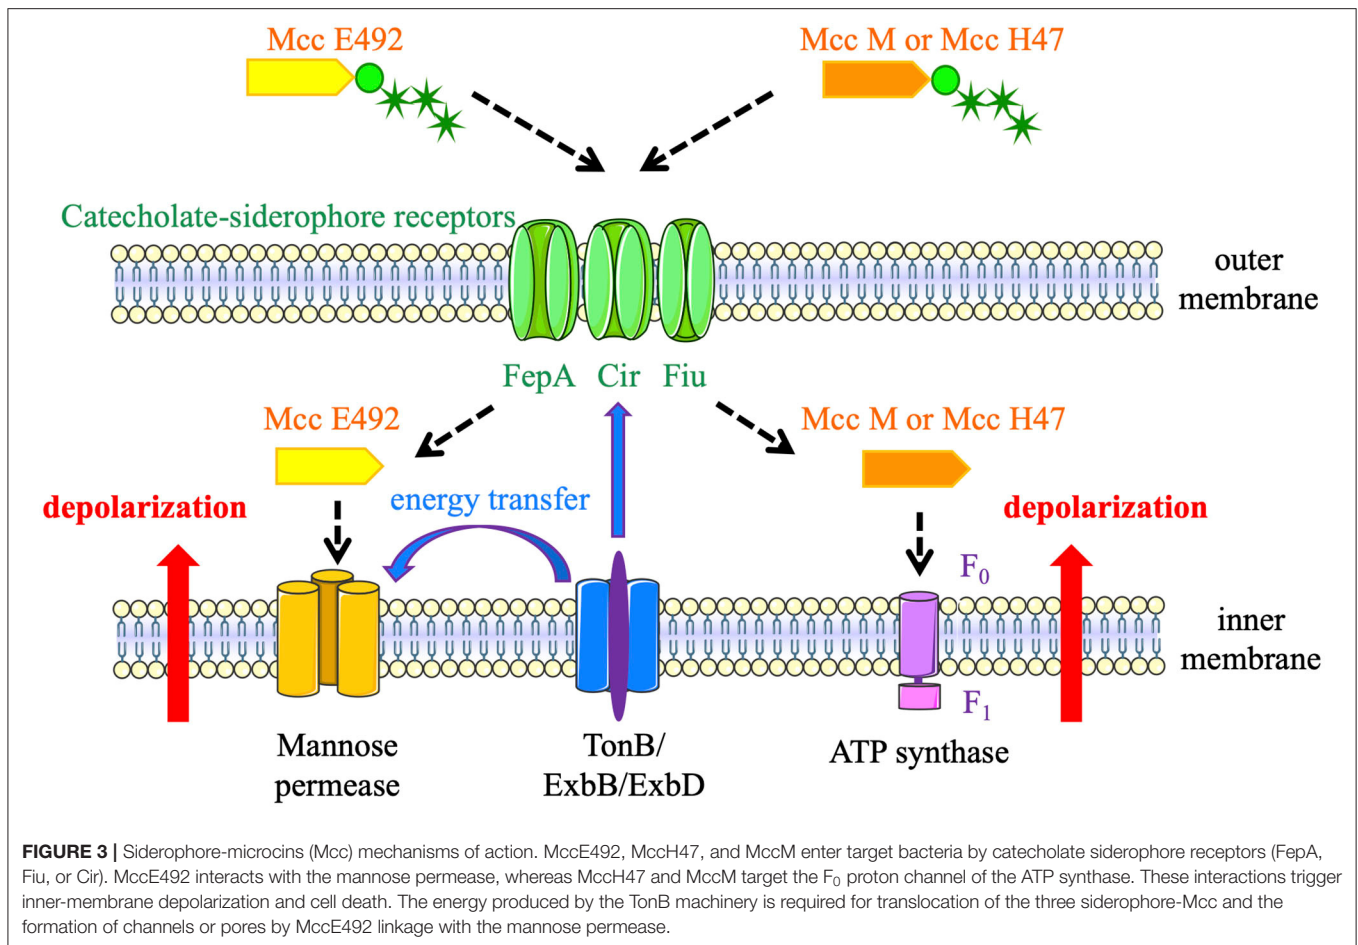 Mcc E492
Mcc M or Mcc H47
Catecholate-siderophore receptors
outer
membrane
FepA Cir Fiu
Mcc E492
Mcc M or Mcc H47
energy transfer
depolarization
depolarization
F₀
inner
membrane
F₁
Mannose
permease
TonB/
ExbB/ExbD
ATP synthase
FIGURE 3 | Siderophore-microcins (Mcc) mechanisms of action. MccE492, MccH47, and MccM enter target bacteria by catecholate siderophore receptors (FepA,
Fiu, or Cir). MccE492 interacts with the mannose permease, whereas MccH47 and MccM target the F₀ proton channel of the ATP synthase. These interactions trigger
inner-membrane depolarization and cell death. The energy produced by the TonB machinery is required for translocation of the three siderophore-Mcc and the
formation of channels or pores by MccE492 linkage with the mannose permease.